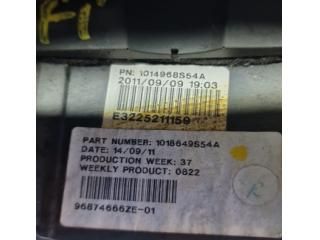 PN: 1014968S54A
2011/09/09 19:03
E3225211159
PART NUMBER: 1018649S54A
DATE: 14/09/11
PRODUCTION WEEK: 37
WEEKLY PRODUCT: 0822
96874666ZE-01
R